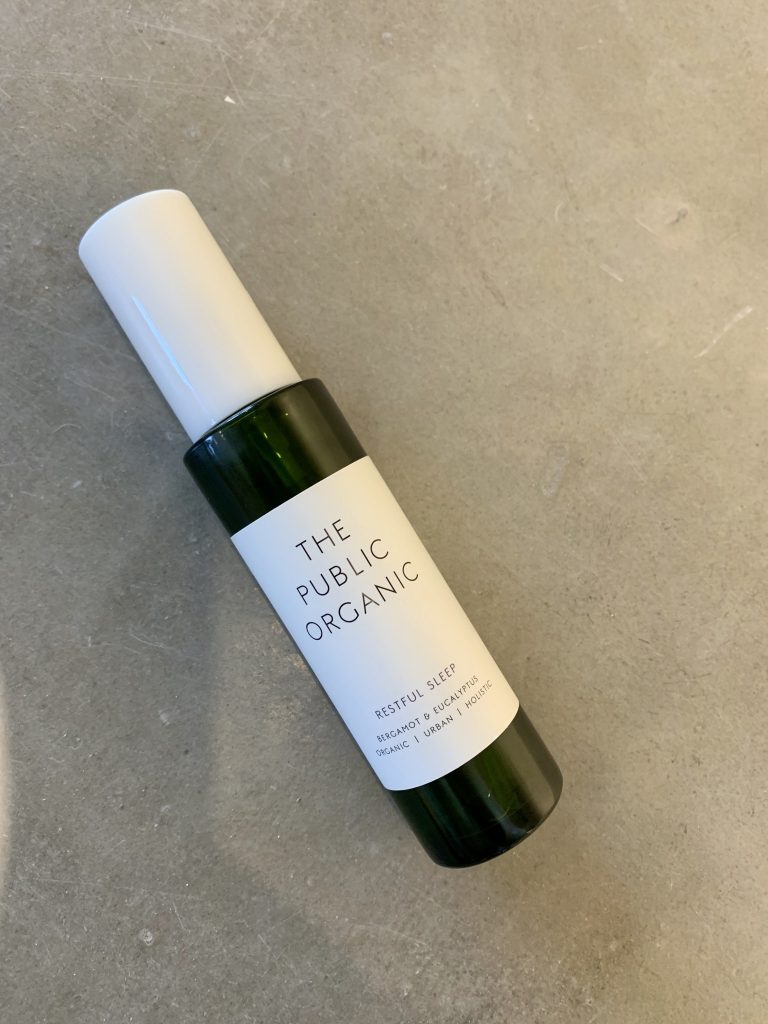 THE
PUBLIC
ORGANIC
RESTFUL SLEEP
BERGAMOT & EUCALYPTUS
ORGANIC | URBAN | HOLISTIC